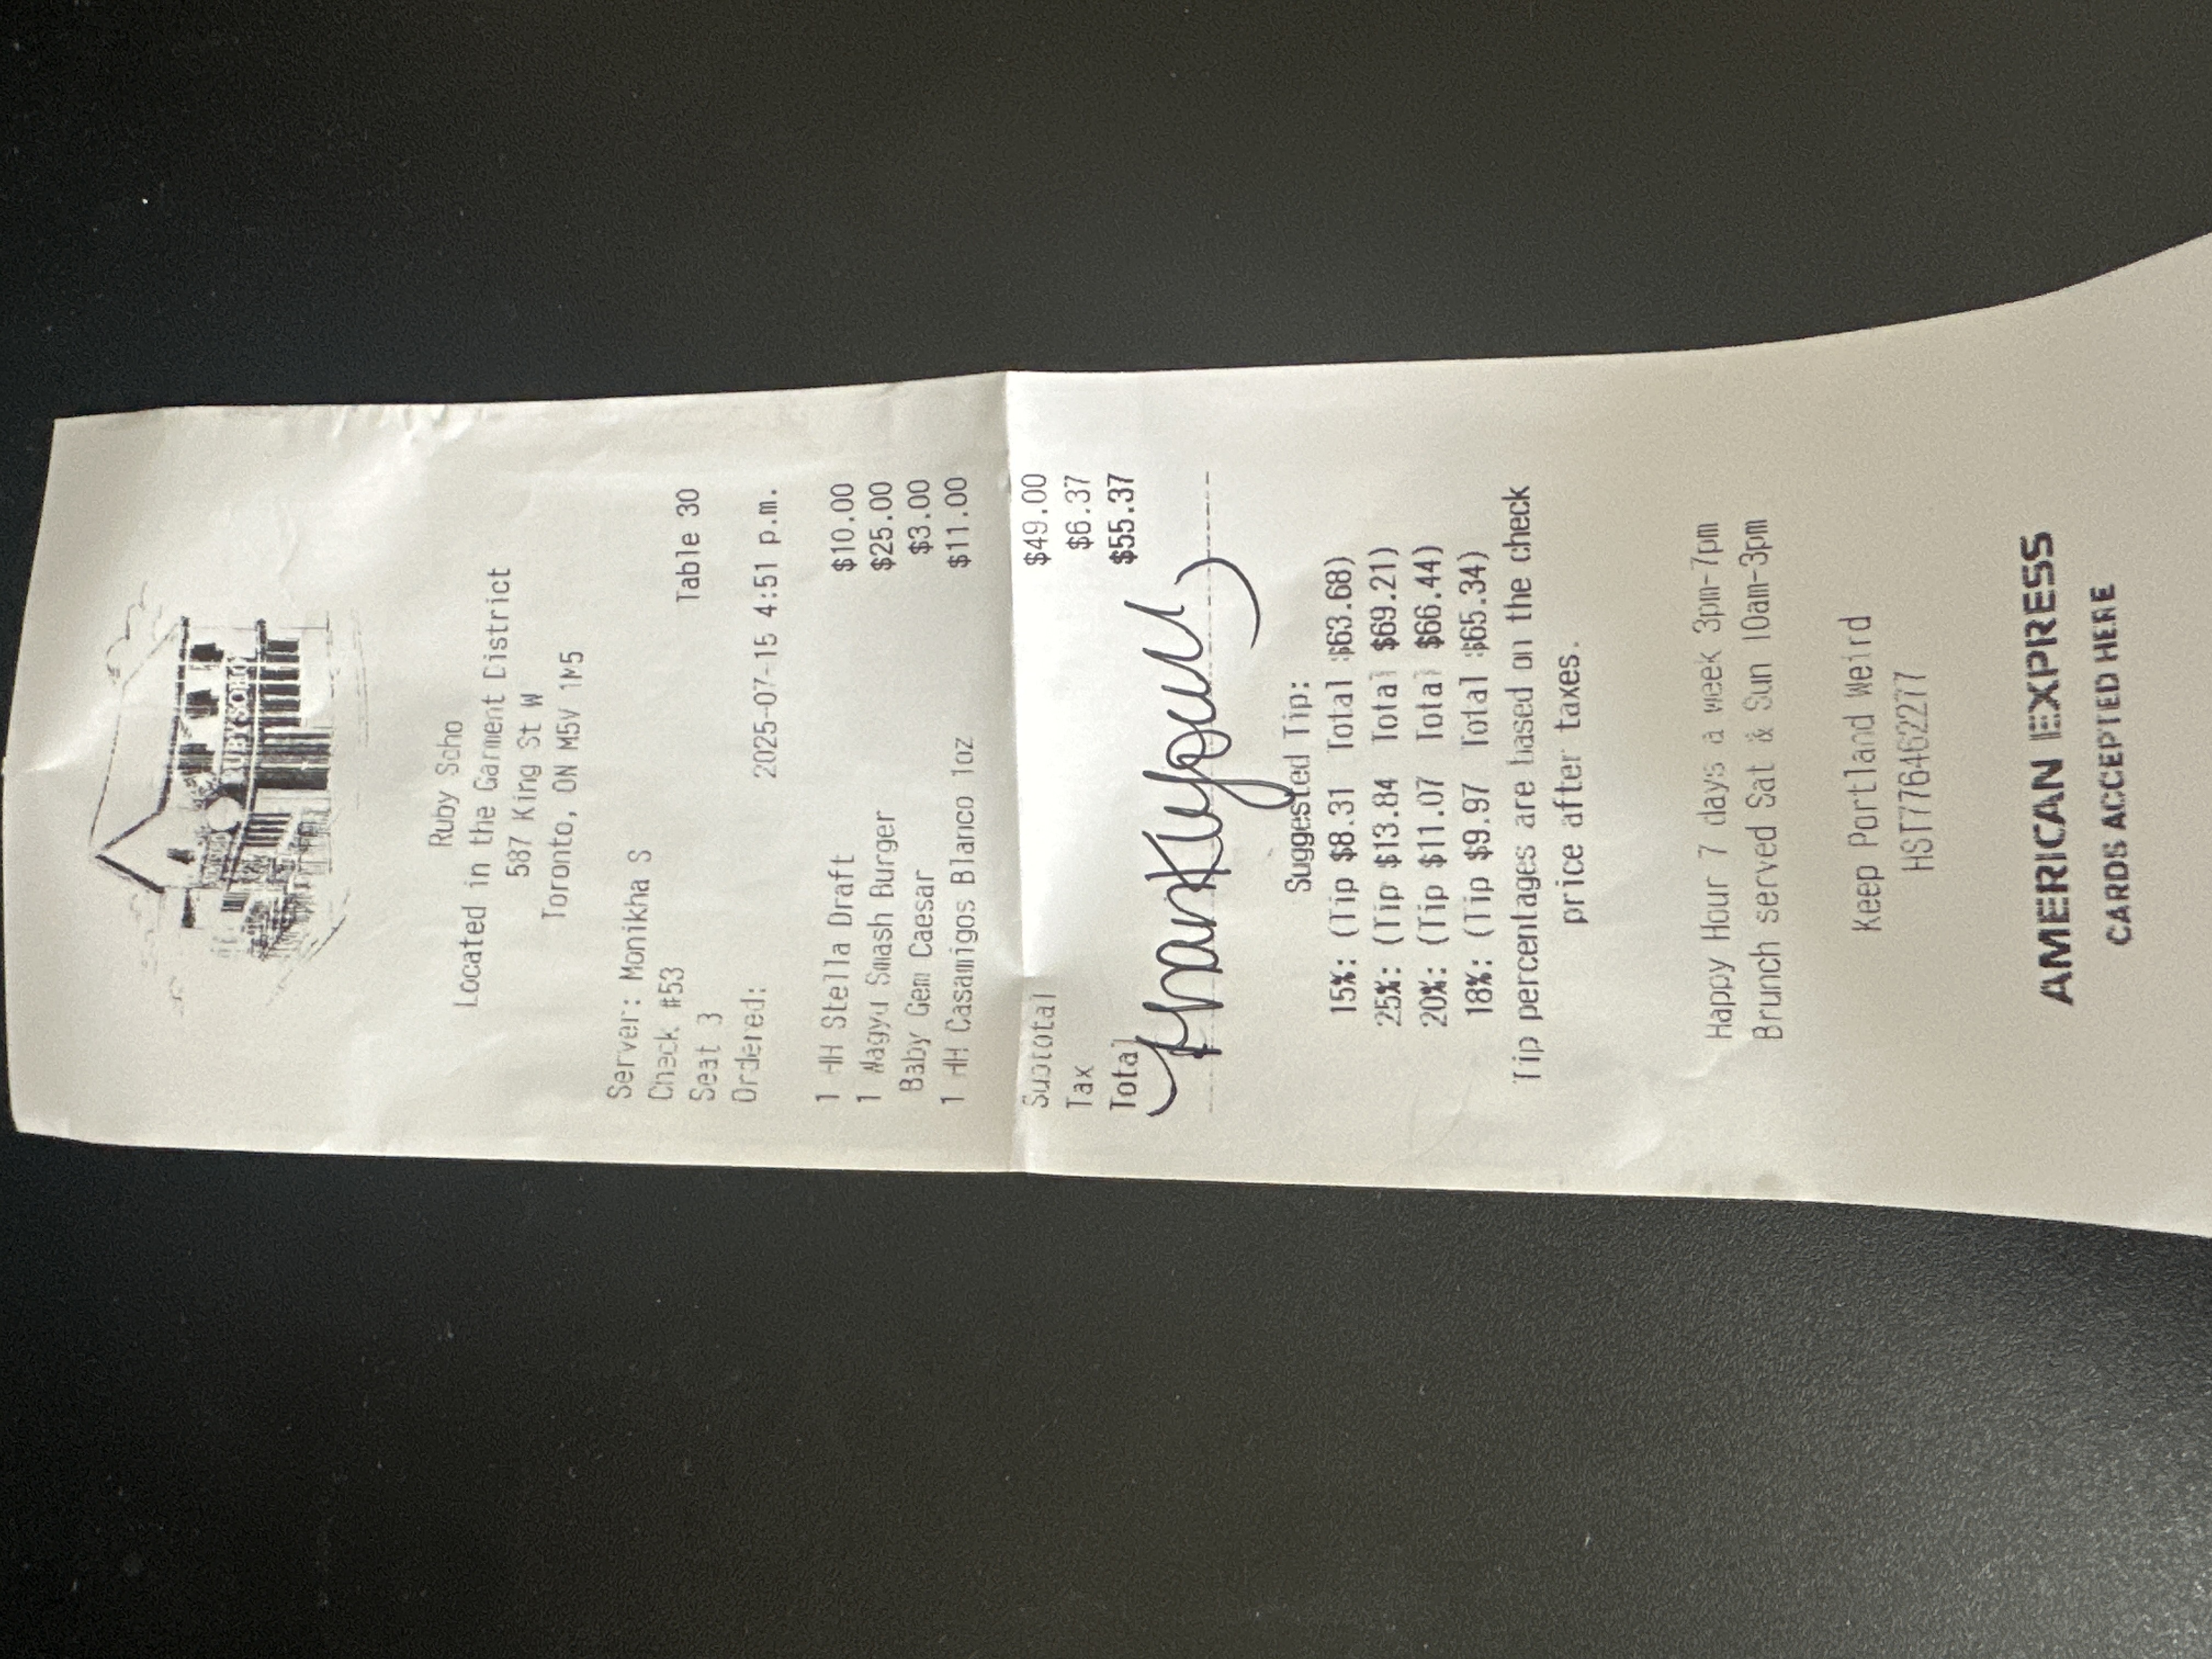 RUBY SOHO
Ruby Soho
Located in the Garment District
587 King St W
Toronto, ON M5V 1M5
Server: Monikha S
Check #53
Table 30
Seat 3
Ordered: 2025-07-15 4:51 p.m.
1 HH Stella Draft $10.00
1 Wagyu Smash Burger $25.00
Baby Gem Caesar $3.00
1 HH Casamigos Blanco 1oz $11.00
Subtotal $49.00
Tax $6.37
Total $55.37
thank you
Suggested Tip:
15%: (Tip $8.31 Total $63.68)
25%: (Tip $13.84 Total $69.21)
20%: (Tip $11.07 Total $66.44)
18%: (Tip $9.97 Total $65.34)
Tip percentages are based on the check
price after taxes.
Happy Hour 7 days a week 3pm-7pm
Brunch served Sat & Sun 10am-3pm
Keep Portland Weird
HST776462277
AMERICAN EXPRESS
CARDS ACCEPTED HERE